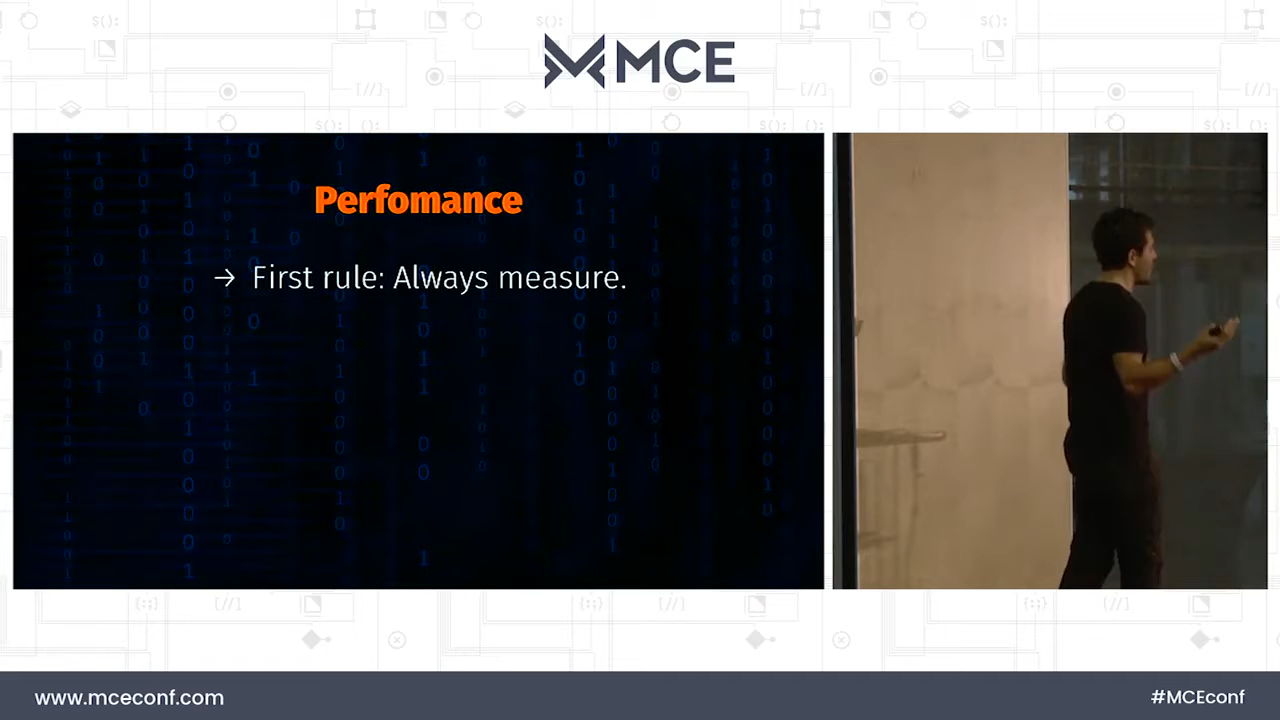 MCE
Perfomance
→ First rule: Always measure.
www.mceconf.com
#MCEconf